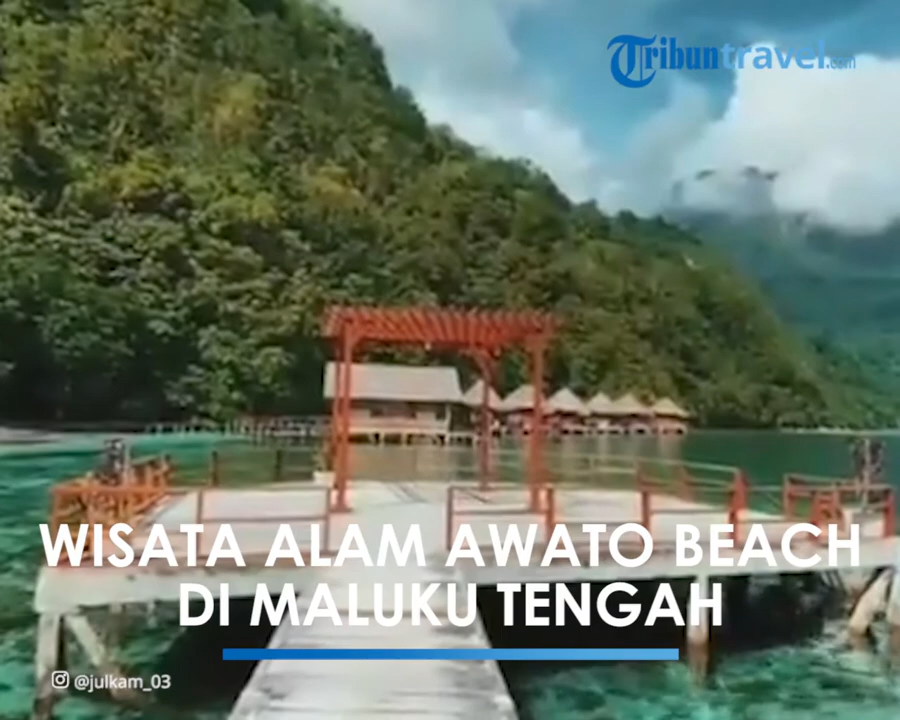 Tribuntravel.com
WISATA ALAM AWATO BEACH
DI MALUKU TENGAH
@julkam_03